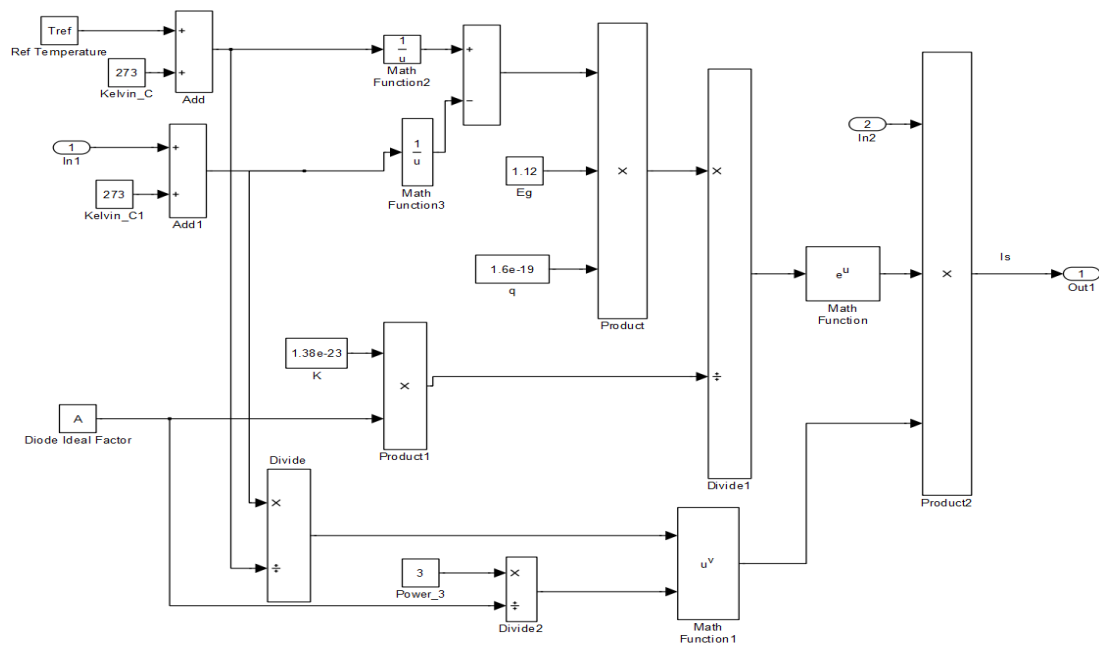 Tref
Ref Temperature
+
+
Add
273
Kelvin_C
1
u
Math
Function2
+
−
1
In1
+
+
Add1
273
Kelvin_C1
1
u
Math
Function3
1.12
Eg
1.6e-19
q
×
Product
×
÷
Divide1
e^u
Math
Function
2
In2
×
Product2
Is
1
Out1
1.38e-23
K
×
Product1
A
Diode Ideal Factor
Divide
×
÷
3
Power_3
×
÷
Divide2
u^v
Math
Function1